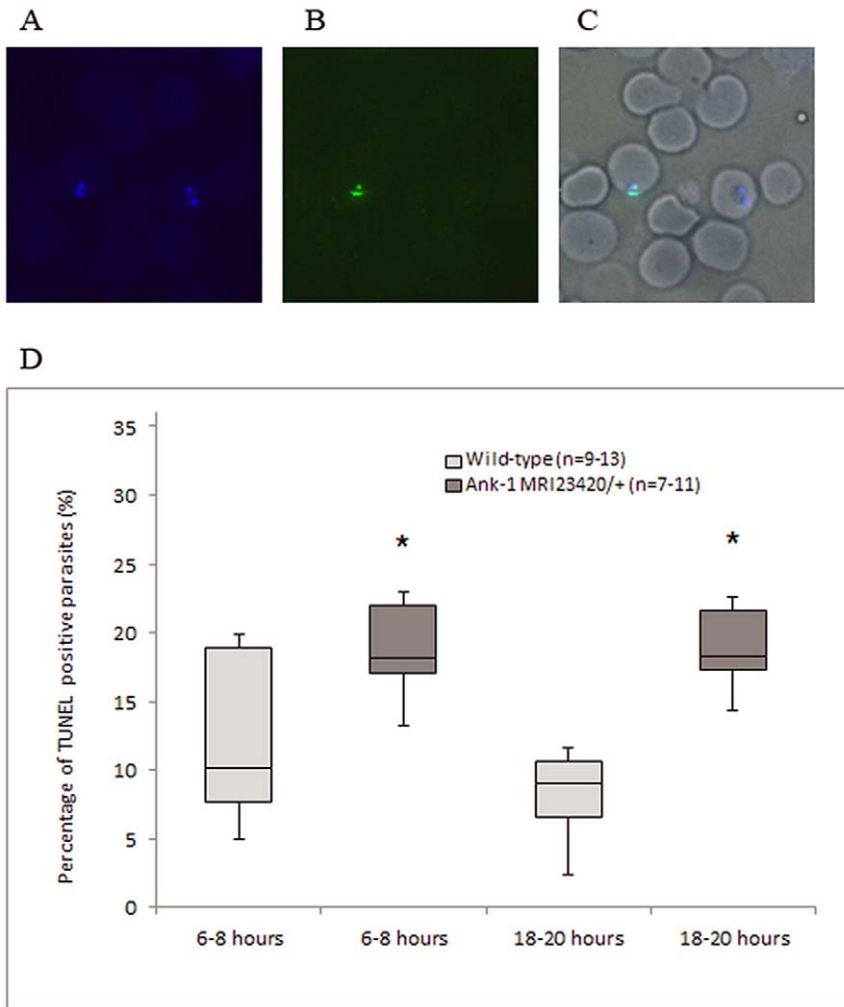 A
B
C
D
Percentage of TUNEL positive parasites (%)
35
30
25
20
15
10
5
0
Wild-type (n=9-13)
Ank-1 MRI23420/+ (n=7-11)
*
*
6-8 hours
6-8 hours
18-20 hours
18-20 hours